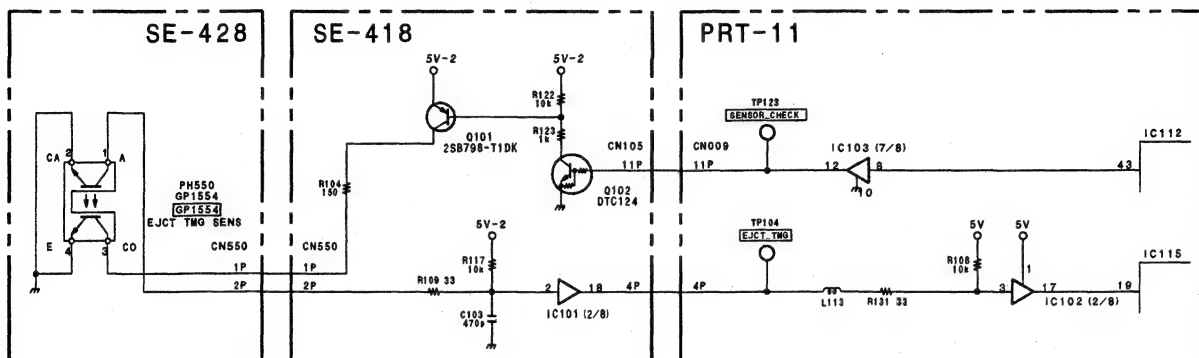 SE-428
SE-418
PRT-11
5V-2
5V-2
R122
10k
R123
1k
Q101
2SB798-T1DK
CN105
11P
CN009
11P
TP123
SENSOR_CHECK
IC103 (7/8)
12
8
10
IC112
43
Q102
DTC124
CA
2
1
A
PH550
GP1554
GP1554
EJCT TMG SENS
E
4
3
CO
CN550
CN550
1P
1P
2P
2P
R104
150
5V-2
R117
10k
R109 33
C103
470p
2
18
IC101 (2/8)
4P
4P
TP104
EJCT_TMG
L113
R131 33
5V
R108
10k
5V
1
3
17
IC102 (2/8)
IC115
19